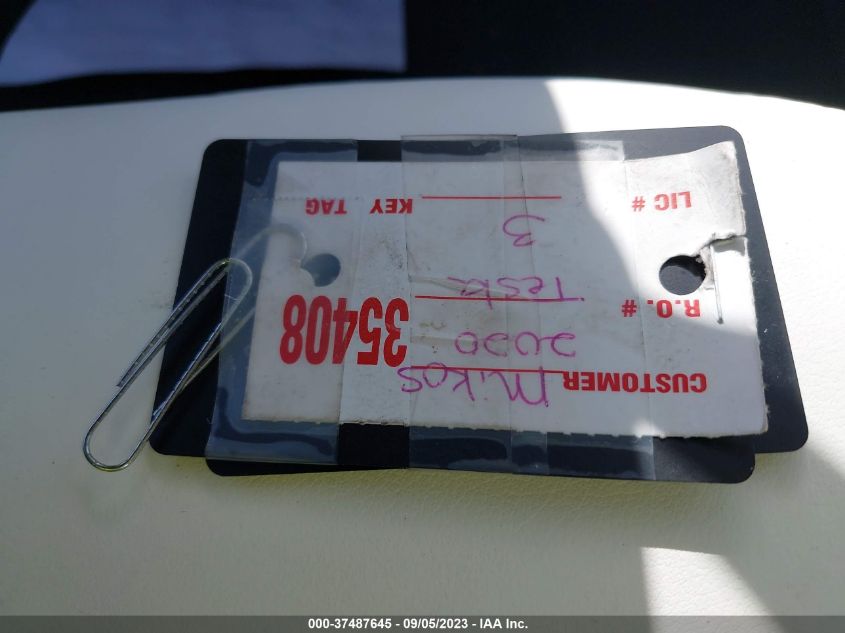 CUSTOMER Mikos
2020
R.O. # Tesla
3
LIC #
KEY TAG
35408
000-37487645 - 09/05/2023 - IAA Inc.